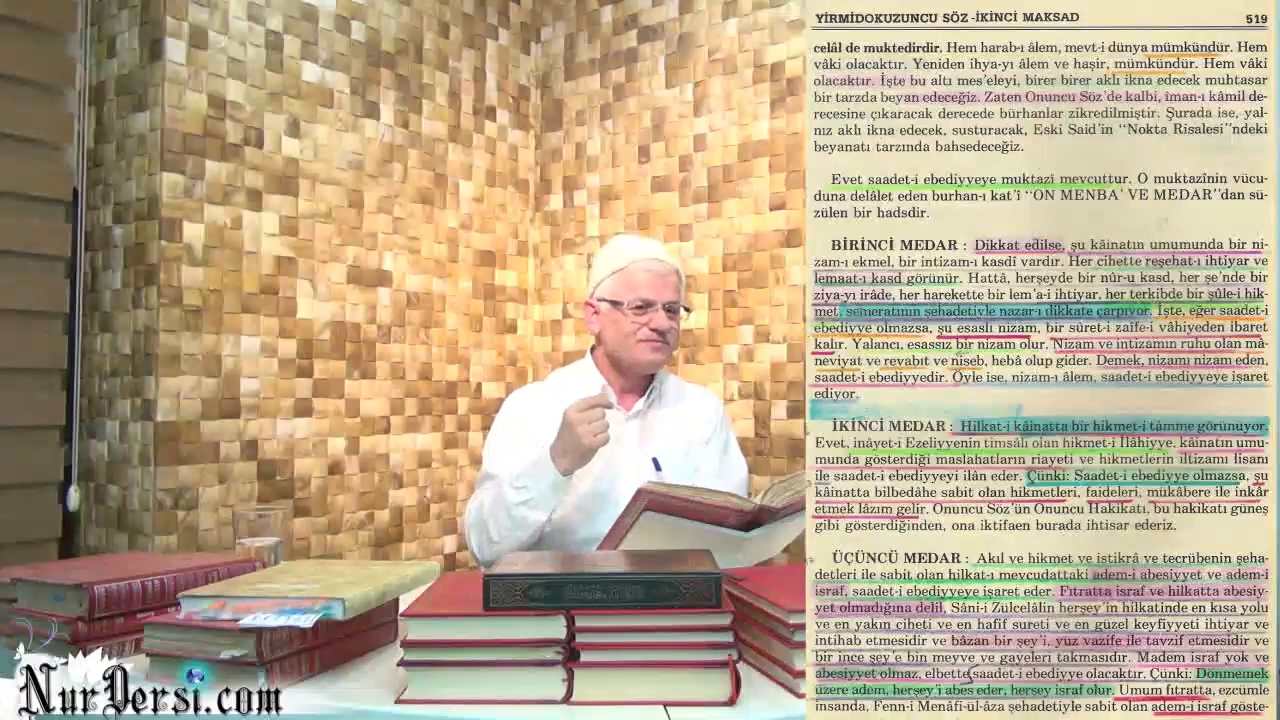 YİRMİDOKUZUNCU SÖZ -İKİNCİ MAKSAD 519
celâl de muktedirdir. Hem harab-ı âlem, mevt-i dünya mümkündür. Hem
vâki olacaktır. Yeniden ihya-yı âlem ve haşir, mümkündür. Hem vâki
olacaktır. İşte bu altı mes'eleyi, birer birer aklı ikna edecek muhtasar
bir tarzda beyan edeceğiz. Zaten Onuncu Söz'de kalbi, îman-ı kâmil de-
recesine çıkaracak derecede bürhanlar zikredilmiştir. Şurada ise, yal-
nız aklı ikna edecek, susturacak, Eski Said'in "Nokta Risalesi"ndeki
beyanatı tarzında bahsedeceğiz.
Evet saadet-i ebediyyeye muktazî mevcuttur. O muktazînin vücu-
duna delâlet eden burhan-ı kat'î "ON MENBA' VE MEDAR"dan sü-
zülen bir hadsdir.
BİRİNCİ MEDAR : Dikkat edilse, şu kâinatın umumunda bir ni-
zam-ı ekmel, bir intizam-ı kasdî vardır. Her cihette reşehat-ı ihtiyar ve
lemaat-ı kasd görünür. Hattâ, herşeyde bir nûr-u kasd, her şe'nde bir
ziya-yı irâde, her harekette bir lem'a-i ihtiyar, her terkibde bir şûle-i hik-
met, semeratının şehadetiyle nazar-ı dikkate çarpıyor. İşte, eğer saadet-i
ebediyye olmazsa, şu esaslı nizam, bir sûret-i zaife-i vâhiyeden ibaret
kalır. Yalancı, esassız bir nizam olur. Nizam ve intizamın ruhu olan mâ-
neviyat ve revabıt ve niseb, hebâ olup gider. Demek, nizamı nizam eden,
saadet-i ebediyyedir. Öyle ise, nizam-ı âlem, saadet-i ebediyyeye işaret
ediyor.
İKİNCİ MEDAR : Hilkat-i kâinatta bir hikmet-i tâmme görünuyor.
Evet, inâyet-i Ezeliyyenin timsâli olan hikmet-i İlâhiyye, kâinatın umu-
munda gösterdiği maslahatların riayeti ve hikmetlerin iltizamı lisanı
ile saadet-i ebediyyeyi ilân eder. Çünki: Saadet-i ebediyye olmazsa, şu
kâinatta bilbedâhe sabit olan hikmetleri, faideleri, mükâbere ile inkâr
etmek lâzım gelir. Onuncu Söz'ün Onuncu Hakikatı, bu hakikatı güneş
gibi gösterdiğinden, ona iktifaen burada ihtisar ederiz.
ÜÇÜNCÜ MEDAR : Akıl ve hikmet ve istikrâ ve tecrübenin şeha-
detleri ile sabit olan hilkat-ı mevcudattaki adem-i abesiyyet ve adem-i
israf, saadet-i ebediyyeye işaret eder. Fıtratta israf ve hilkatta abesiy-
yet olmadığına delil, Sâni-i Zülcelâlin herşey'in hilkatinde en kısa yolu
ve en yakın ciheti ve en hafif sureti ve en güzel keyfiyyeti ihtiyar ve
intihab etmesidir ve bâzan bir şey'i, yüz vazife ile tavzif etmesidir ve
bir ince şey'e bin meyve ve gayeleri takmasıdır. Madem israf yok ve
abesiyyet olmaz, elbette saadet-i ebediyye olacaktır. Çünki: Dönmemek
üzere adem, herşey'i abes eder, hersey israf olur. Umum fıtratta, ezcümle
insanda, Fenn-i Menâfi-ül-âza şehadetiyle sabit olan adem-i israf göste-
NurDersi.com